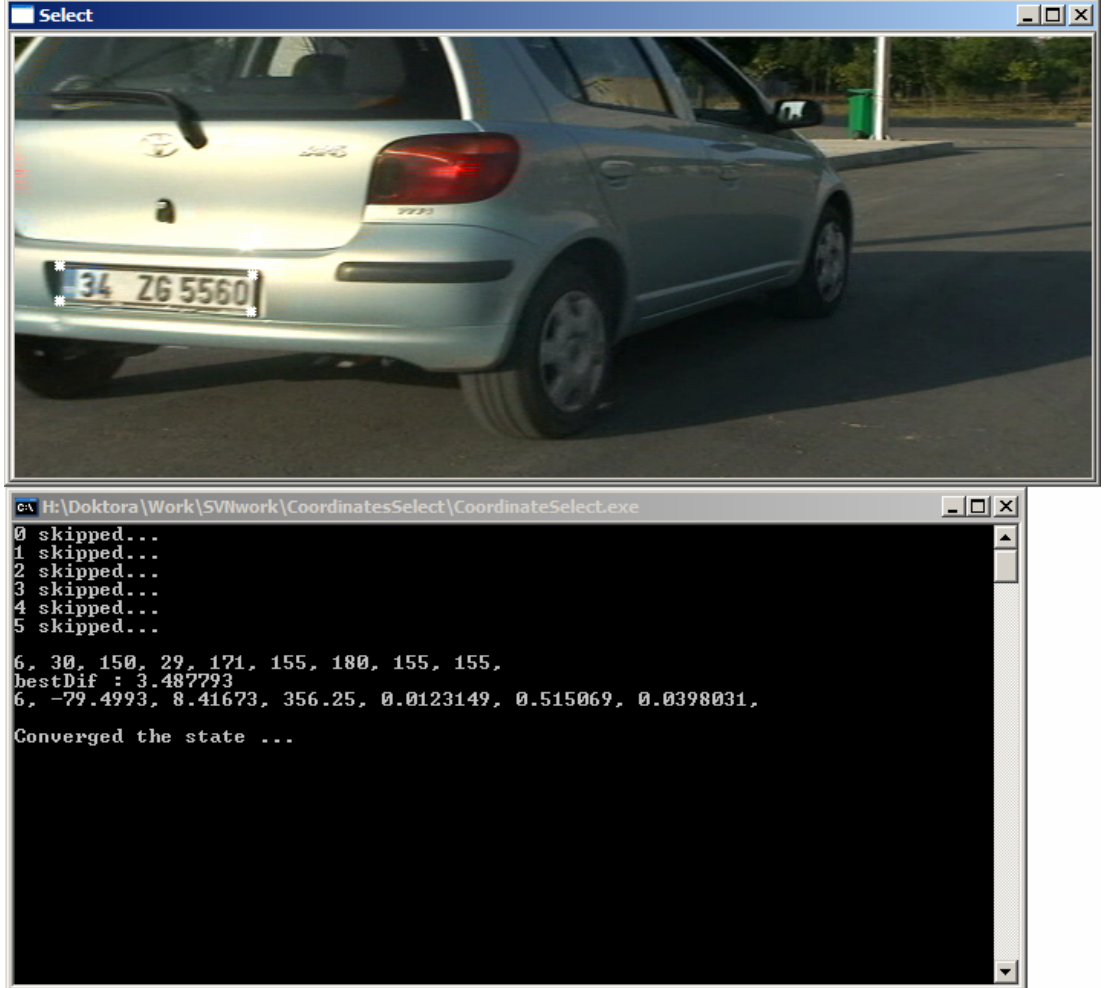 Select
34 ZG 5560
H:\Doktora\Work\SVNwork\CoordinatesSelect\CoordinateSelect.exe
0 skipped...
1 skipped...
2 skipped...
3 skipped...
4 skipped...
5 skipped...
6, 30, 150, 29, 171, 155, 180, 155, 155,
bestDif : 3.487793
6, -79.4993, 8.41673, 356.25, 0.0123149, 0.515069, 0.0398031,
Converged the state ...